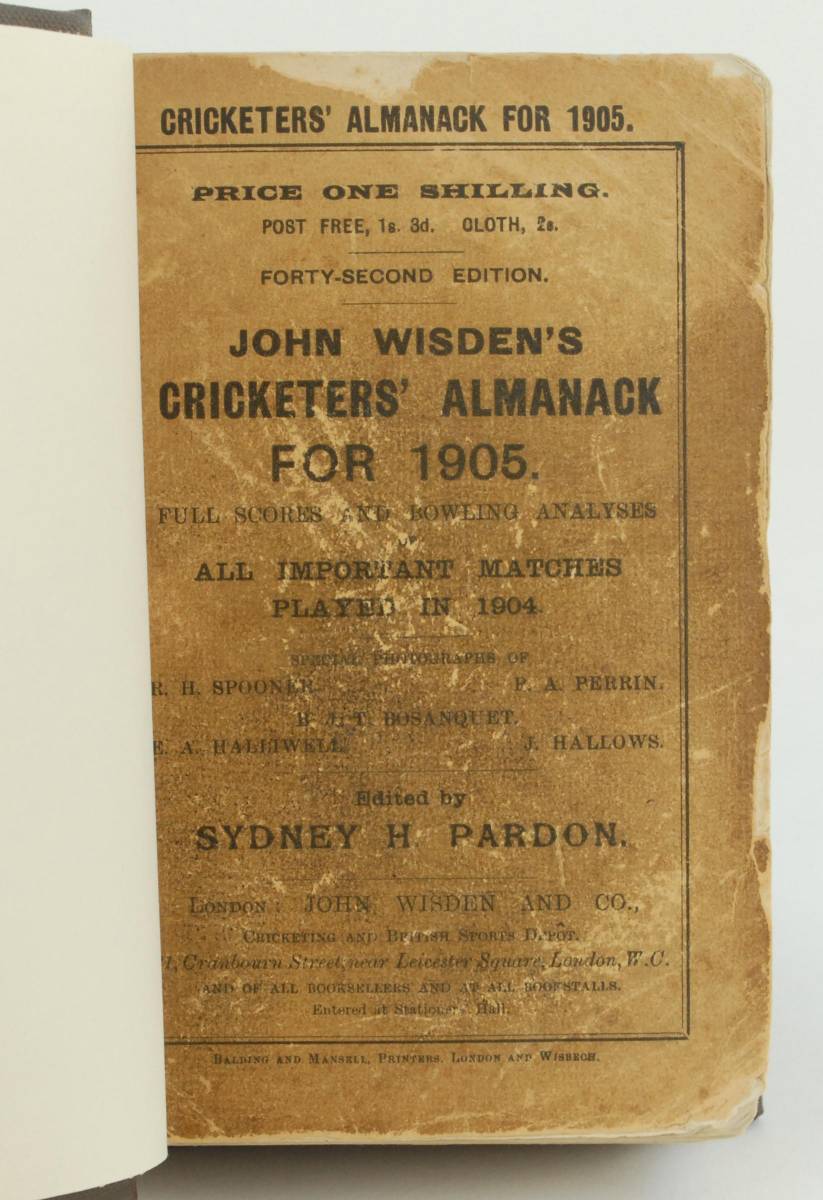 CRICKETERS' ALMANACK FOR 1905.
PRICE ONE SHILLING.
POST FREE, 1s. 3d. CLOTH, 2s.
FORTY-SECOND EDITION.
JOHN WISDEN'S
CRICKETERS' ALMANACK
FOR 1905.
FULL SCORES AND BOWLING ANALYSES
OF
ALL IMPORTANT MATCHES
PLAYED IN 1904.
SPECIAL PHOTOGRAPHS OF
R. H. SPOONER. P. A. PERRIN.
B. J. T. BOSANQUET.
E. A. HALLIWELL. J. HALLOWS.
Edited by
SYDNEY H. PARDON.
LONDON: JOHN WISDEN AND CO.,
CRICKETING AND BRITISH SPORTS DEPOT.
Cranbourn Street, near Leicester Square, London, W.C.
AND OF ALL BOOKSELLERS AND AT ALL BOOKSTALLS.
Entered at Stationers' Hall.
BALDING AND MANSELL, PRINTERS, LONDON AND WISBECH.